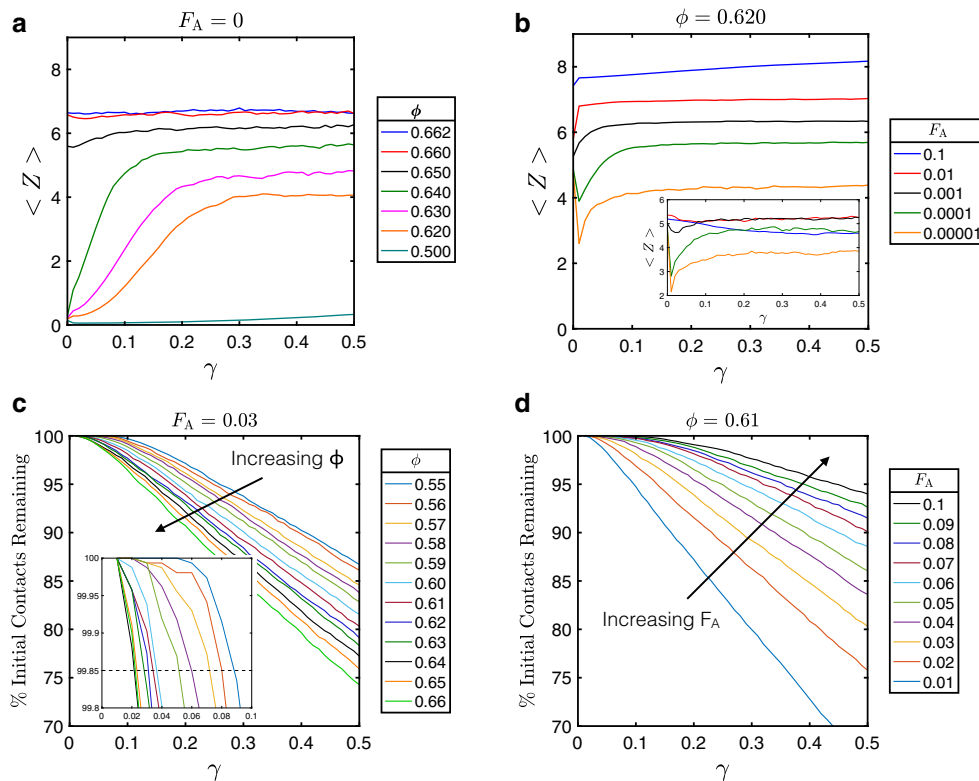 a
F_A = 0
< Z >
8
6
4
2
0
0 0.1 0.2 0.3 0.4 0.5
γ
ϕ
0.662
0.660
0.650
0.640
0.630
0.620
0.500
b
ϕ = 0.620
< Z >
8
6
4
2
0
0 0.1 0.2 0.3 0.4 0.5
γ
< Z >
6
5
4
3
2
0 0.1 0.2 0.3 0.4 0.5
γ
F_A
0.1
0.01
0.001
0.0001
0.00001
c
F_A = 0.03
% Initial Contacts Remaining
100
95
90
85
80
75
70
0 0.1 0.2 0.3 0.4 0.5
γ
Increasing ϕ
100
99.95
99.9
99.85
99.8
0 0.02 0.04 0.06 0.08 0.1
ϕ
0.55
0.56
0.57
0.58
0.59
0.60
0.61
0.62
0.63
0.64
0.65
0.66
d
ϕ = 0.61
% Initial Contacts Remaining
100
95
90
85
80
75
70
0 0.1 0.2 0.3 0.4 0.5
γ
Increasing F_A
F_A
0.1
0.09
0.08
0.07
0.06
0.05
0.04
0.03
0.02
0.01